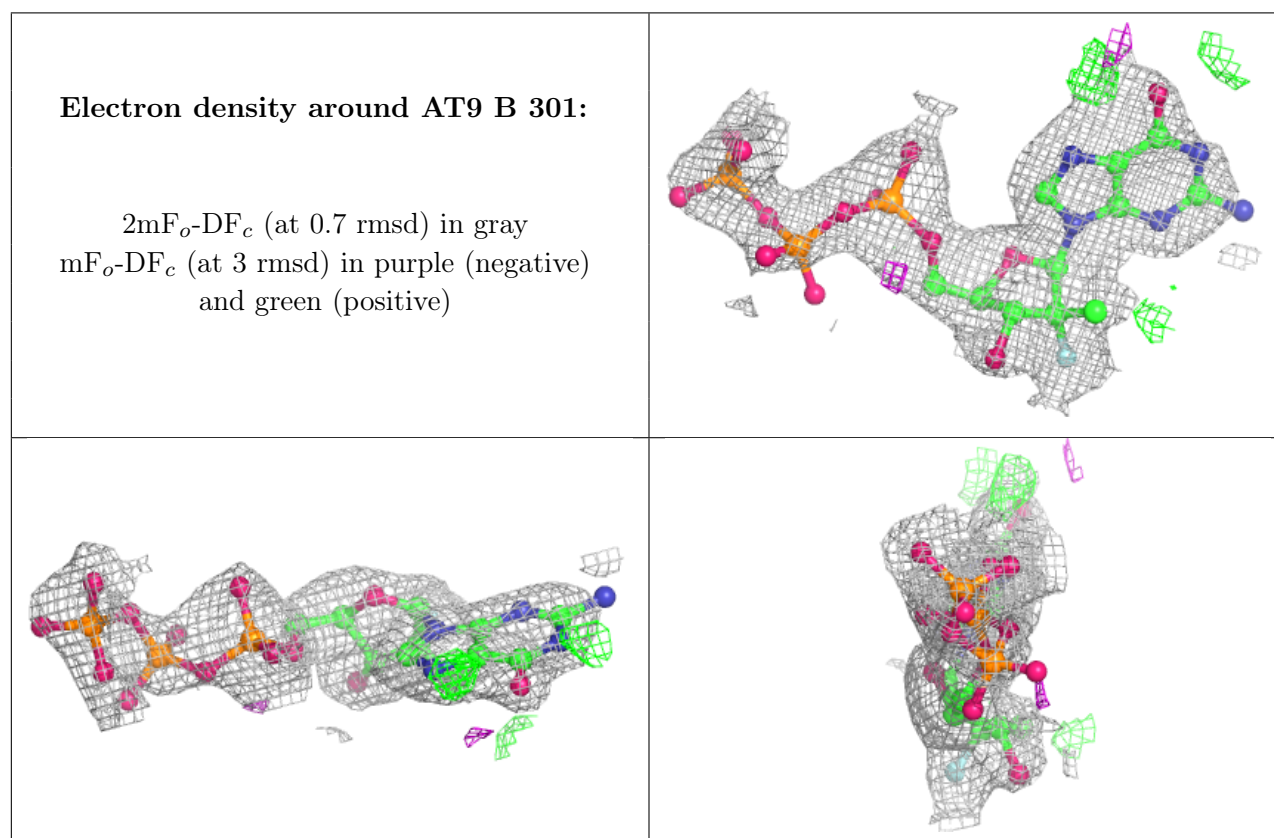 Electron density around AT9 B 301:
2mFo-DFc (at 0.7 rmsd) in gray
mFo-DFc (at 3 rmsd) in purple (negative)
and green (positive)